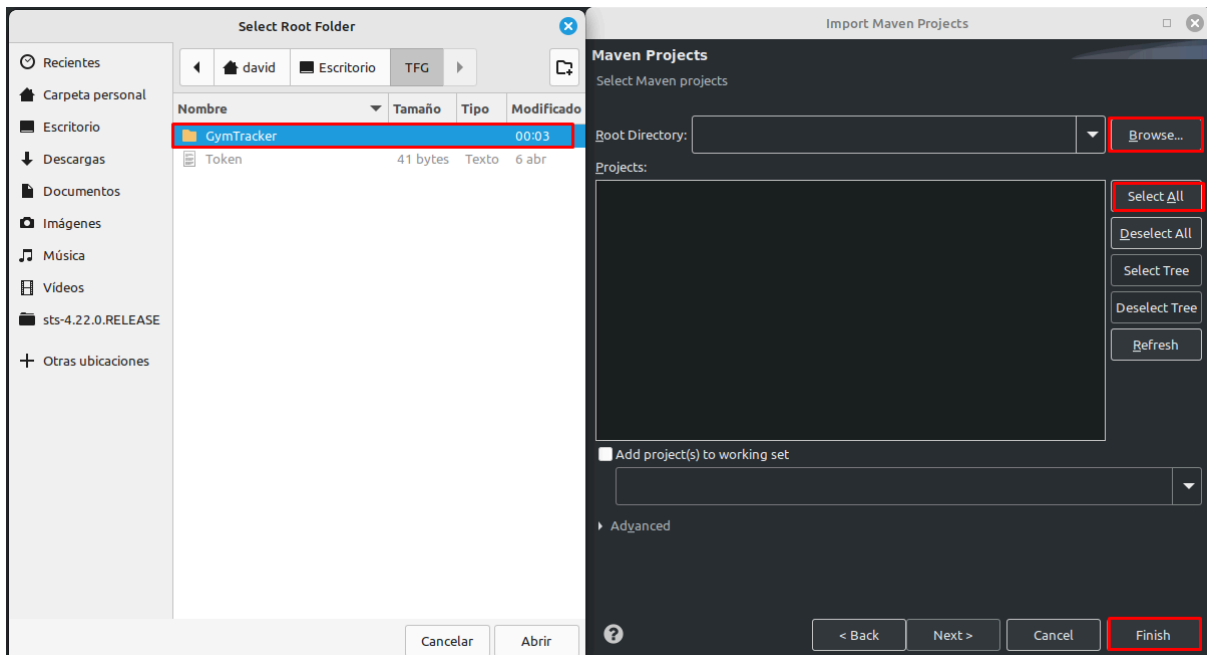 Select Root Folder
Recientes
Carpeta personal
Escritorio
Descargas
Documentos
Imágenes
Música
Vídeos
sts-4.22.0.RELEASE
Otras ubicaciones
david Escritorio TFG
Nombre Tamaño Tipo Modificado
GymTracker 00:03
Token 41 bytes Texto 6 abr
Cancelar Abrir
Import Maven Projects
Maven Projects
Select Maven projects
Root Directory: Browse...
Projects:
Select All
Deselect All
Select Tree
Deselect Tree
Refresh
Add project(s) to working set
Advanced
? < Back Next > Cancel Finish